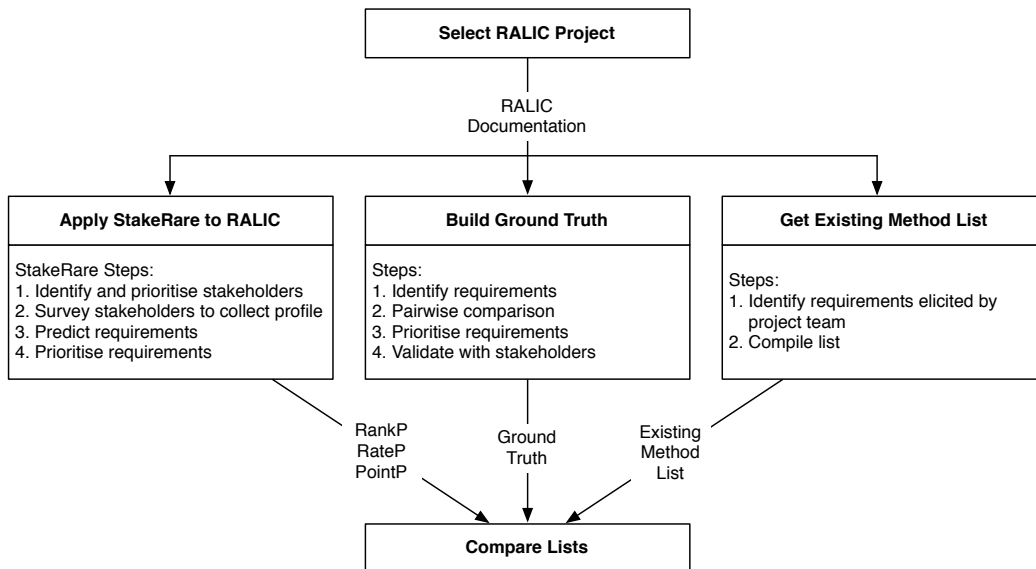 Select RALIC Project
RALIC
Documentation
Apply StakeRare to RALIC
StakeRare Steps:
1. Identify and prioritise stakeholders
2. Survey stakeholders to collect profile
3. Predict requirements
4. Prioritise requirements
Build Ground Truth
Steps:
1. Identify requirements
2. Pairwise comparison
3. Prioritise requirements
4. Validate with stakeholders
Get Existing Method List
Steps:
1. Identify requirements elicited by
project team
2. Compile list
RankP
RateP
PointP
Ground
Truth
Existing
Method
List
Compare Lists